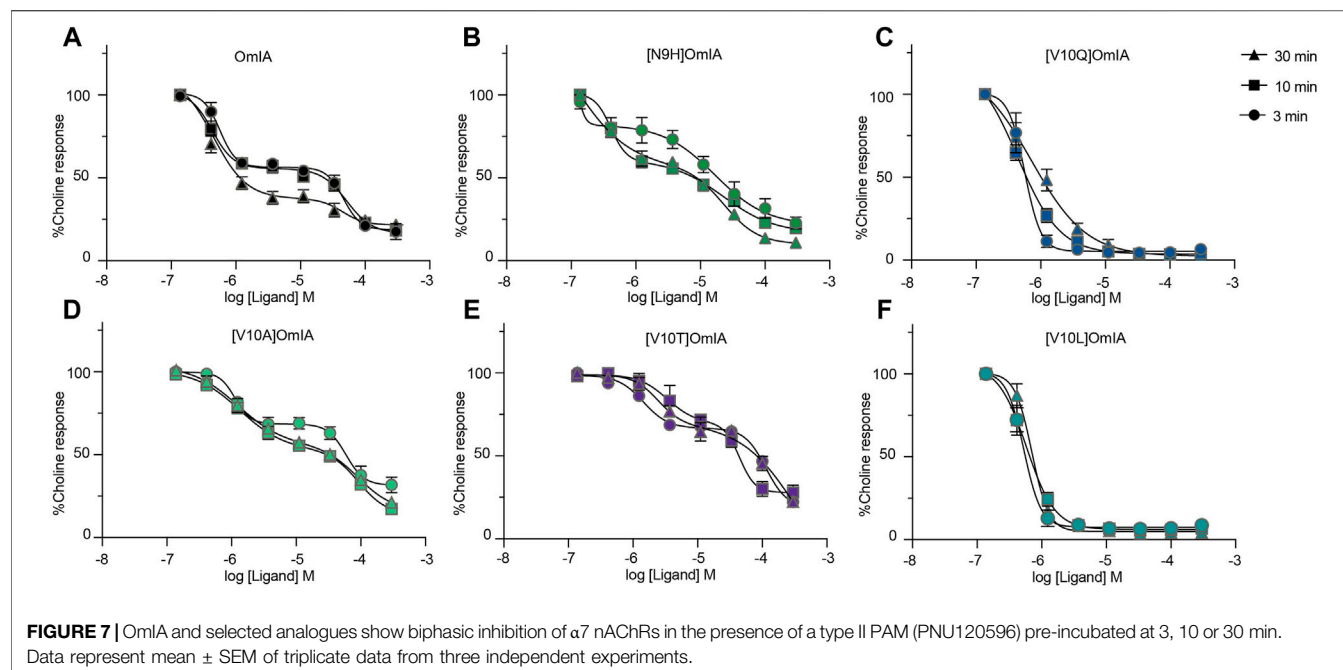 A
OmIA
B
[N9H]OmIA
C
[V10Q]OmIA
30 min
10 min
3 min
%Choline response
100
50
0
-7 -6 -5 -4 -3
log [Ligand] M
%Choline response
100
50
0
-7 -6 -5 -4 -3
log [Ligand] M
%Choline response
100
50
0
-7 -6 -5 -4 -3
log [Ligand] M
D
[V10A]OmIA
E
[V10T]OmIA
F
[V10L]OmIA
%Choline response
100
50
0
-7 -6 -5 -4 -3
log [Ligand] M
%Choline response
100
50
0
-7 -6 -5 -4 -3
log [Ligand] M
%Choline response
100
50
0
-7 -6 -5 -4 -3
log [Ligand] M
FIGURE 7 | OmIA and selected analogues show biphasic inhibition of α7 nAChRs in the presence of a type II PAM (PNU120596) pre-incubated at 3, 10 or 30 min.
Data represent mean ± SEM of triplicate data from three independent experiments.